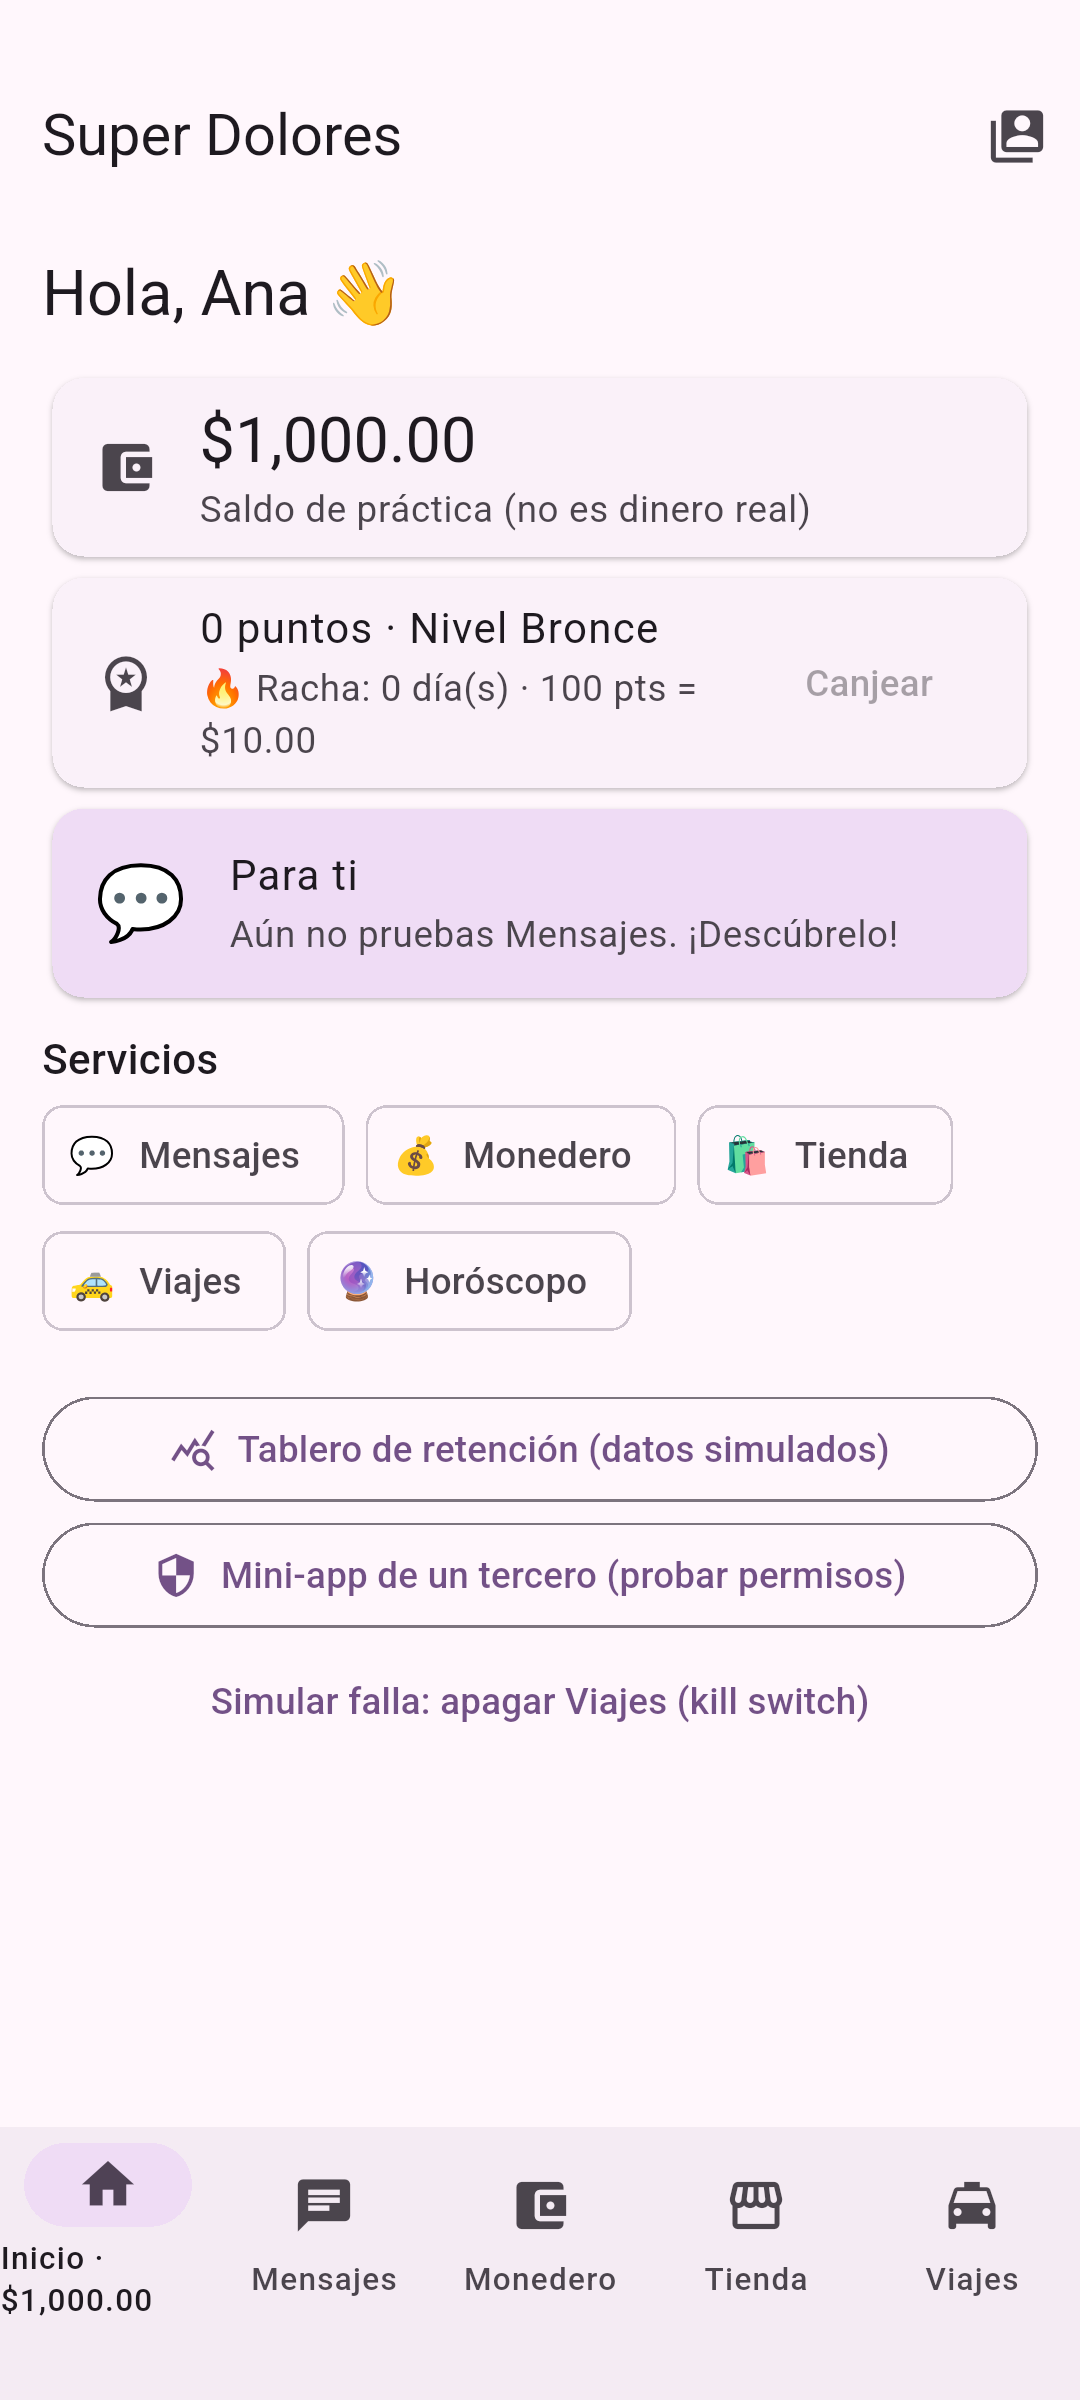 Super Dolores
Hola, Ana 👋
$1,000.00
Saldo de práctica (no es dinero real)
0 puntos · Nivel Bronce
🔥 Racha: 0 día(s) · 100 pts =
$10.00
Canjear
Para ti
Aún no pruebas Mensajes. ¡Descúbrelo!
Servicios
Mensajes
Monedero
Tienda
Viajes
Horóscopo
Tablero de retención (datos simulados)
Mini-app de un tercero (probar permisos)
Simular falla: apagar Viajes (kill switch)
Inicio ·
$1,000.00
Mensajes
Monedero
Tienda
Viajes